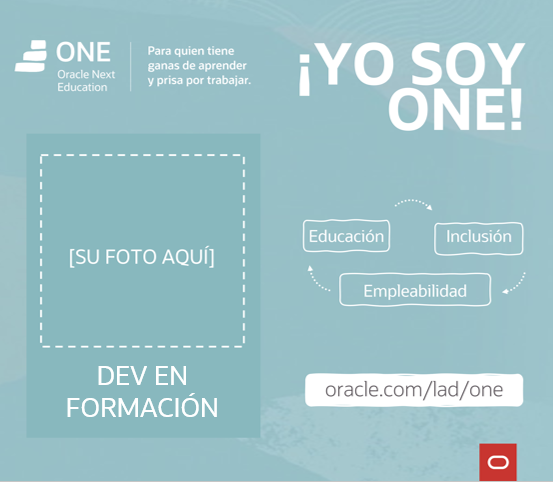 ONE
Oracle Next
Education
Para quien tiene
ganas de aprender
y prisa por trabajar.
¡YO SOY
ONE!
[SU FOTO AQUÍ]
DEV EN
FORMACIÓN
Educación
Inclusión
Empleabilidad
oracle.com/lad/one